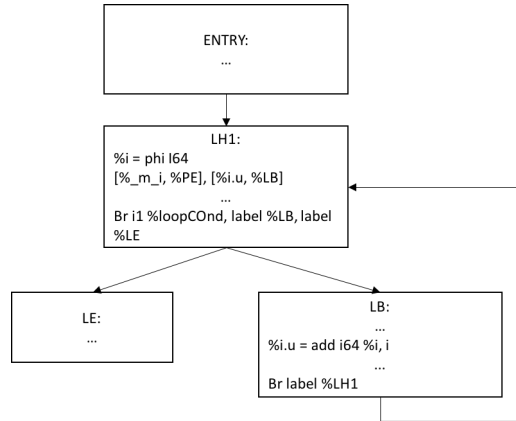 ENTRY:
…
LH1:
%i = phi I64
[%_m_i, %PE], [%i.u, %LB]
…
Br i1 %loopCOnd, label %LB, label
%LE
LE:
…
LB:
…
%i.u = add i64 %i, i
…
Br label %LH1